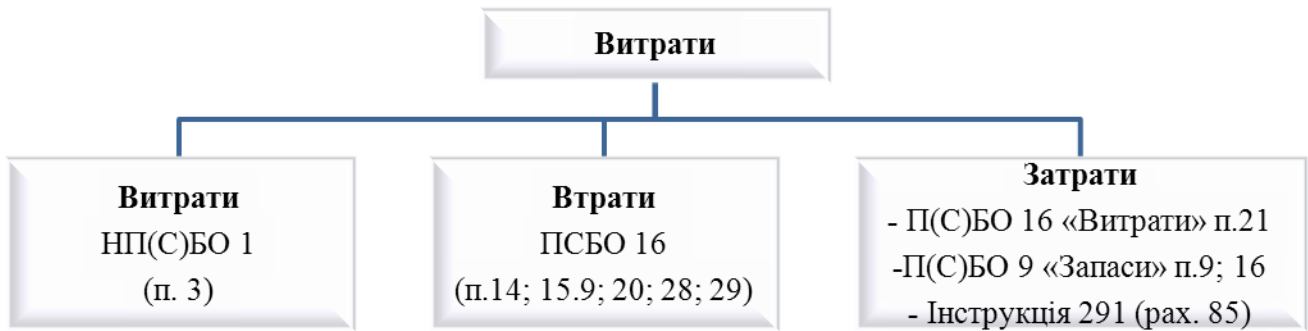 Витрати
Витрати
НП(С)БО 1
(п. 3)
Втрати
ПСБО 16
(п.14; 15.9; 20; 28; 29)
Затрати
- П(С)БО 16 «Витрати» п.21
-П(С)БО 9 «Запаси» п.9; 16
- Інструкція 291 (рах. 85)